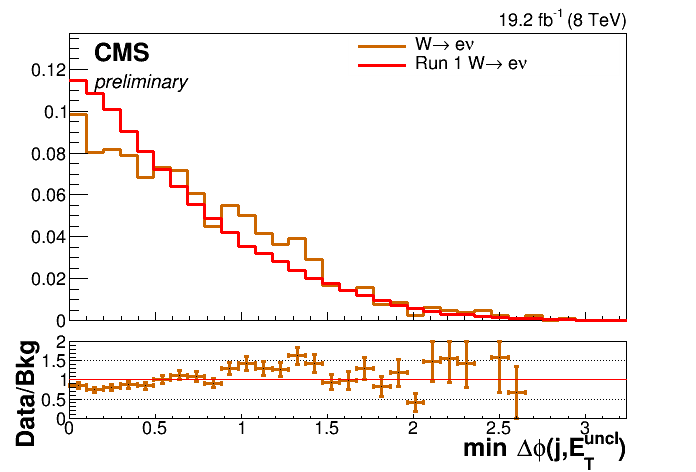 19.2 fb⁻¹ (8 TeV)
CMS
preliminary
W→ eν
Run 1 W→ eν
0.12
0.1
0.08
0.06
0.04
0.02
0
Data/Bkg
2
1.5
1
0.5
0
0 0.5 1 1.5 2 2.5 3
min Δϕ(j,E_T^uncl)